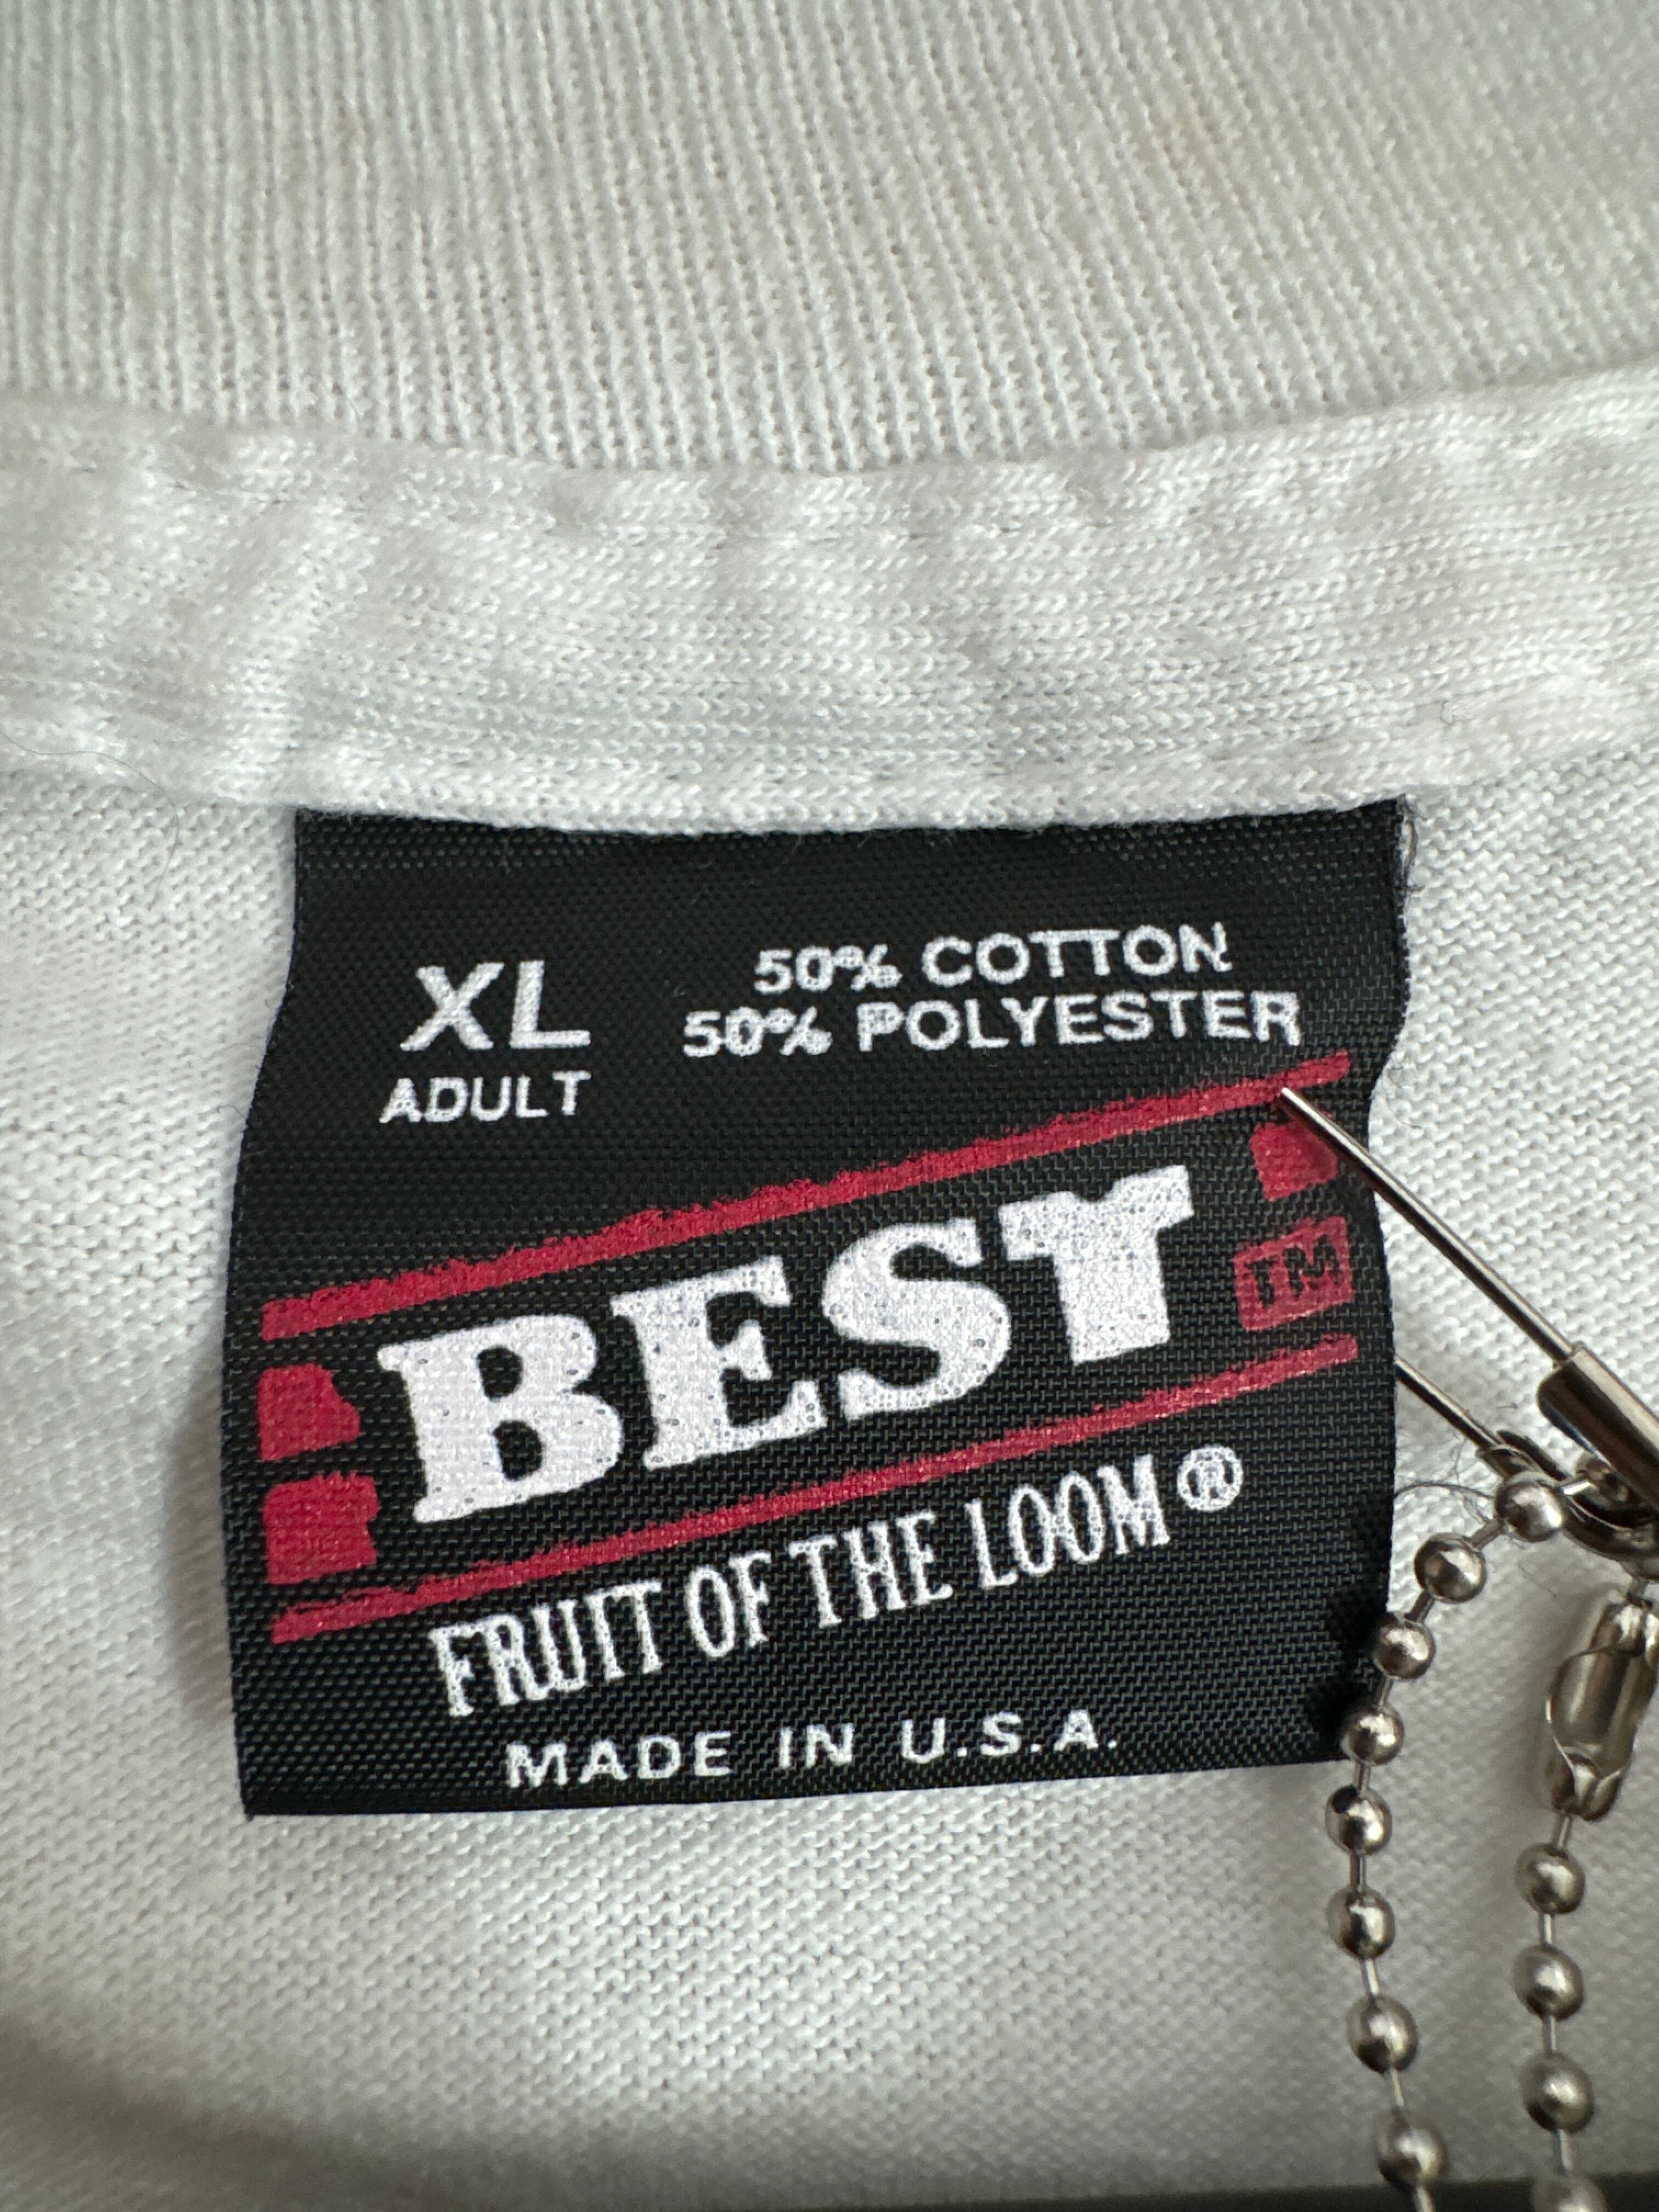 XL
ADULT
50% COTTON
50% POLYESTER
BEST
TM
FRUIT OF THE LOOM®
MADE IN U.S.A.